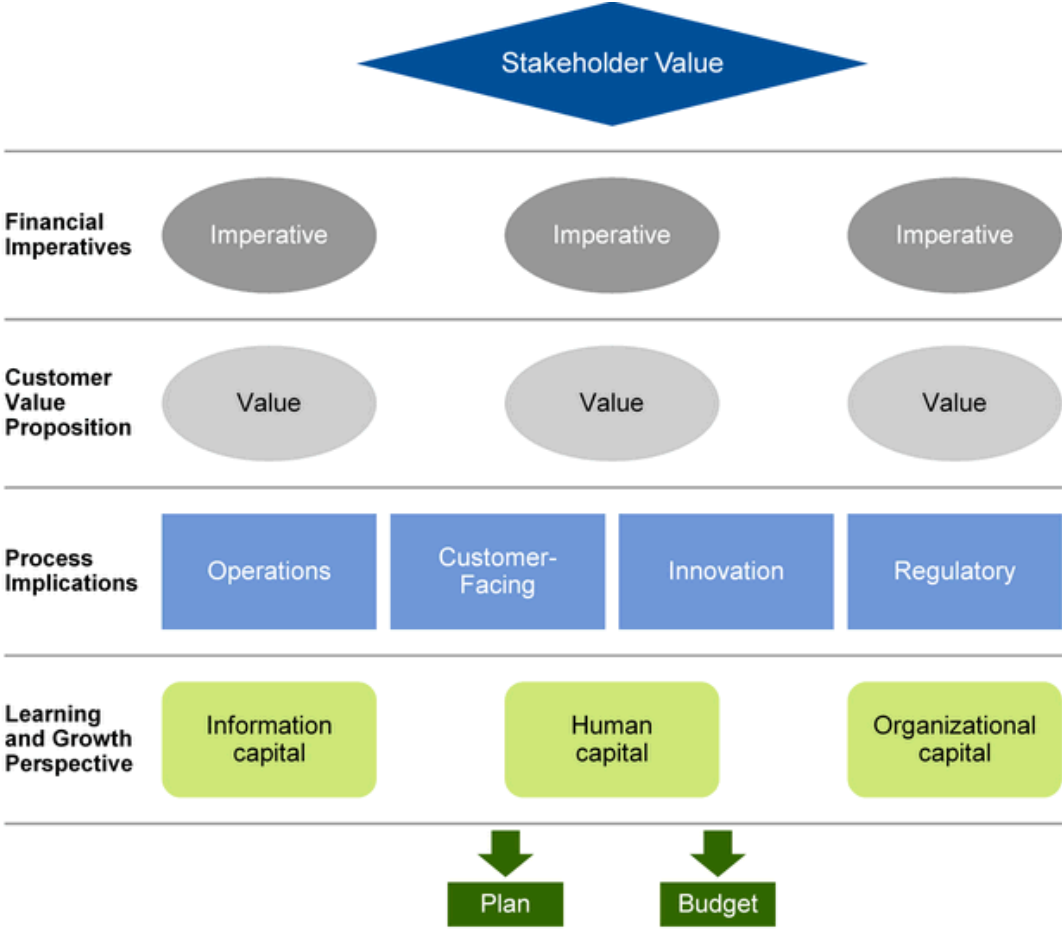 Stakeholder Value
Financial
Imperatives
Imperative
Imperative
Imperative
Customer
Value
Proposition
Value
Value
Value
Process
Implications
Operations
Customer-
Facing
Innovation
Regulatory
Learning
and Growth
Perspective
Information
capital
Human
capital
Organizational
capital
Plan
Budget